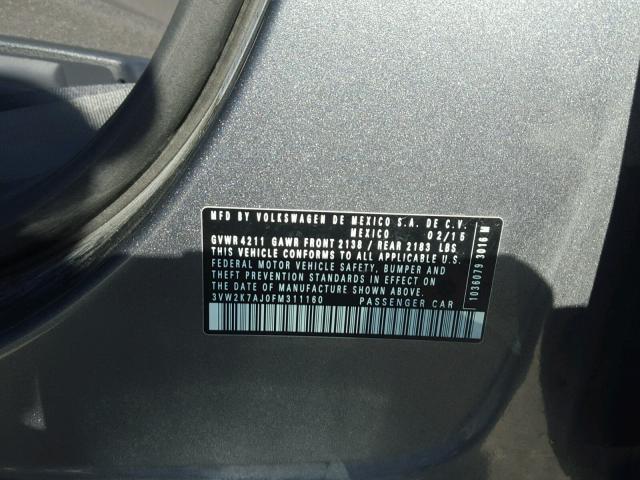 MFD BY VOLKSWAGEN DE MEXICO S.A. DE C.V.
MEXICO 02/15
GVWR 4211 GAWR FRONT 2138 / REAR 2183 LBS
THIS VEHICLE CONFORMS TO ALL APPLICABLE U.S.
FEDERAL MOTOR VEHICLE SAFETY, BUMPER AND
THEFT PREVENTION STANDARDS IN EFFECT ON
THE DATE OF MANUFACTURE SHOWN ABOVE.
3VW2K7AJ0FM311160 PASSENGER CAR
1036079 3016 M